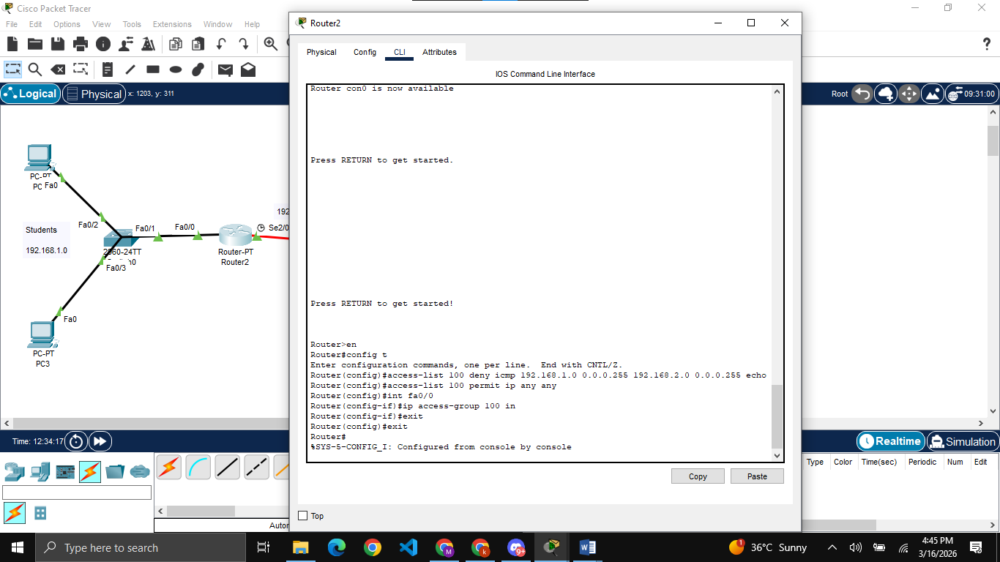 Cisco Packet Tracer
File Edit Options View Tools Extensions Window Help
Logical Physical x: 1203, y: 311
Root 09:31:00
PC-PT
PC
Fa0
Fa0/2
Students
192.168.1.0
Fa0/1
Fa0/0
192
Se2/0
2960-24TT
Fa0/3
Router-PT
Router2
Fa0
PC-PT
PC3
Router2
Physical Config CLI Attributes
IOS Command Line Interface
Router con0 is now available
Press RETURN to get started.
Press RETURN to get started!
Router>en
Router#config t
Enter configuration commands, one per line. End with CNTL/Z.
Router(config)#access-list 100 deny icmp 192.168.1.0 0.0.0.255 192.168.2.0 0.0.0.255 echo
Router(config)#access-list 100 permit ip any any
Router(config)#int fa0/0
Router(config-if)#ip access-group 100 in
Router(config-if)#exit
Router(config)#exit
Router#
%SYS-5-CONFIG_I: Configured from console by console
Copy Paste
Top
Time: 12:34:17
Realtime Simulation
Type Color Time(sec) Periodic Num Edit
Autor
Type here to search
36°C Sunny
4:45 PM
3/16/2026